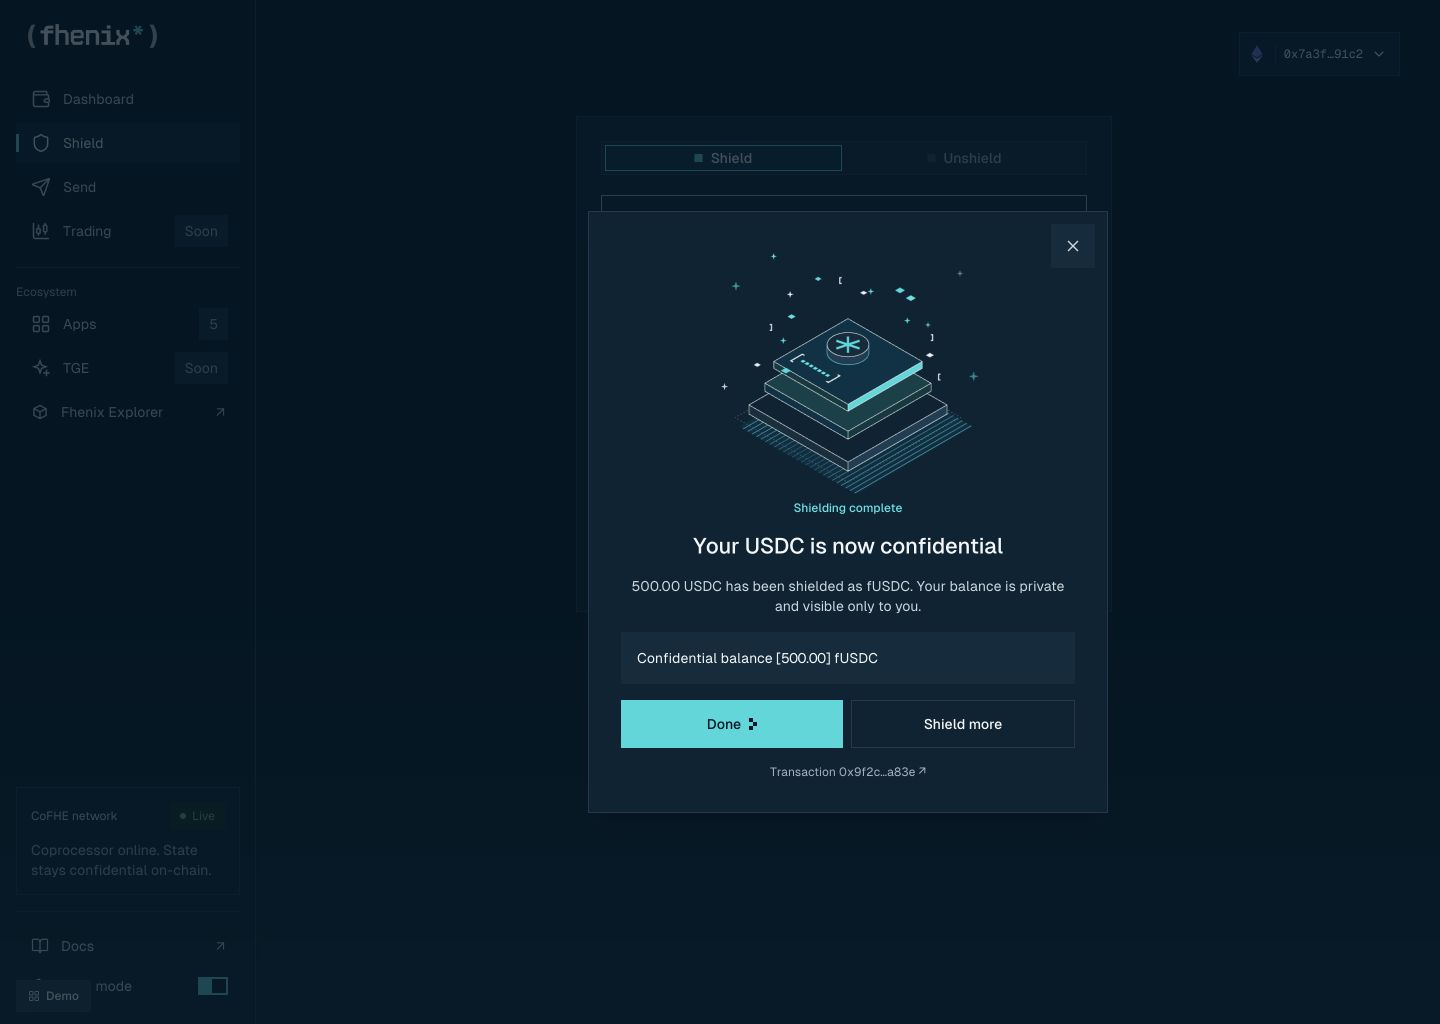 (fhenix*)
0x7a3f...91c2
Dashboard
Shield
Send
Trading
Soon
Ecosystem
Apps
5
TGE
Soon
Fhenix Explorer
Shield
Unshield
Shielding complete
Your USDC is now confidential
500.00 USDC has been shielded as fUSDC. Your balance is private
and visible only to you.
Confidential balance [500.00] fUSDC
Done
Shield more
Transaction 0x9f2c...a83e
CoFHE network
Live
Coprocessor online. State
stays confidential on-chain.
Docs
mode
Demo